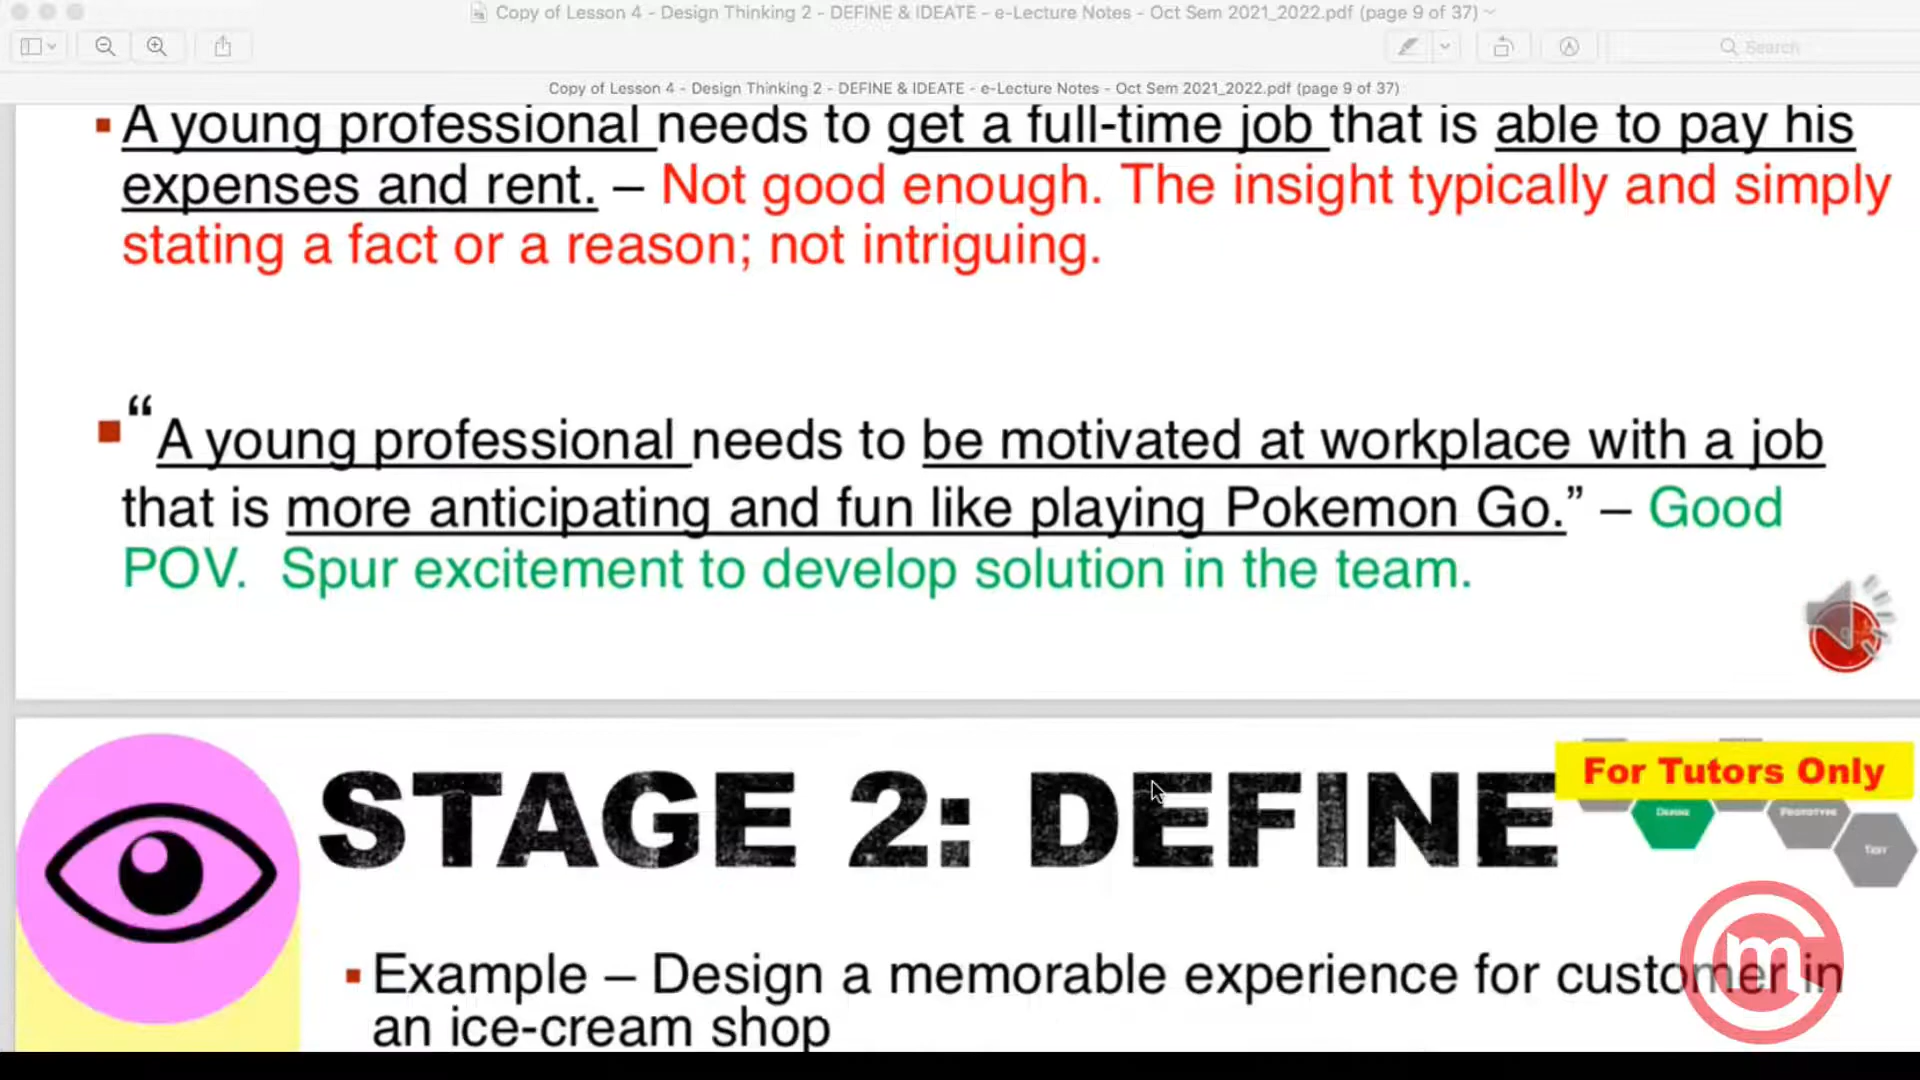 Copy of Lesson 4 - Design Thinking 2 - DEFINE & IDEATE - e-Lecture Notes - Oct Sem 2021_2022.pdf (page 9 of 37)
Search
Copy of Lesson 4 - Design Thinking 2 - DEFINE & IDEATE - e-Lecture Notes - Oct Sem 2021_2022.pdf (page 9 of 37)
A young professional needs to get a full-time job that is able to pay his
expenses and rent. – Not good enough. The insight typically and simply
stating a fact or a reason; not intriguing.
“A young professional needs to be motivated at workplace with a job
that is more anticipating and fun like playing Pokemon Go.” – Good
POV. Spur excitement to develop solution in the team.
STAGE 2: DEFINE
For Tutors Only
DEFINE
PROTOTYPE
TEST
Example – Design a memorable experience for customer in
an ice-cream shop
m